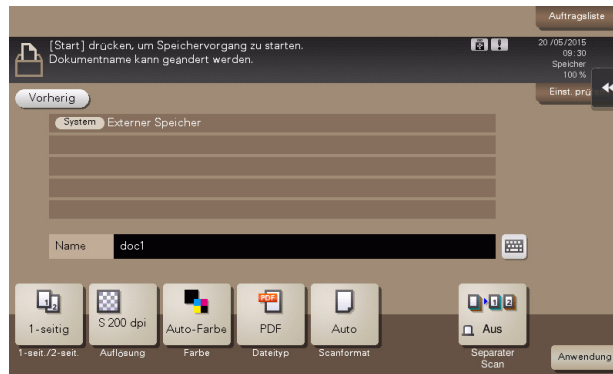 Auftragsliste
[Start] drücken, um Speichervorgang zu starten.
Dokumentname kann geändert werden.
20 /05/2015
09:30
Speicher
100 %
Einst. prü
Vorherig
System Externer Speicher
Name doc1
1-seitig
S 200 dpi
Auto-Farbe
PDF
PDF
Auto
Aus
1-seit./2-seit.
Auflösung
Farbe
Dateityp
Scanformat
Separater
Scan
Anwendung